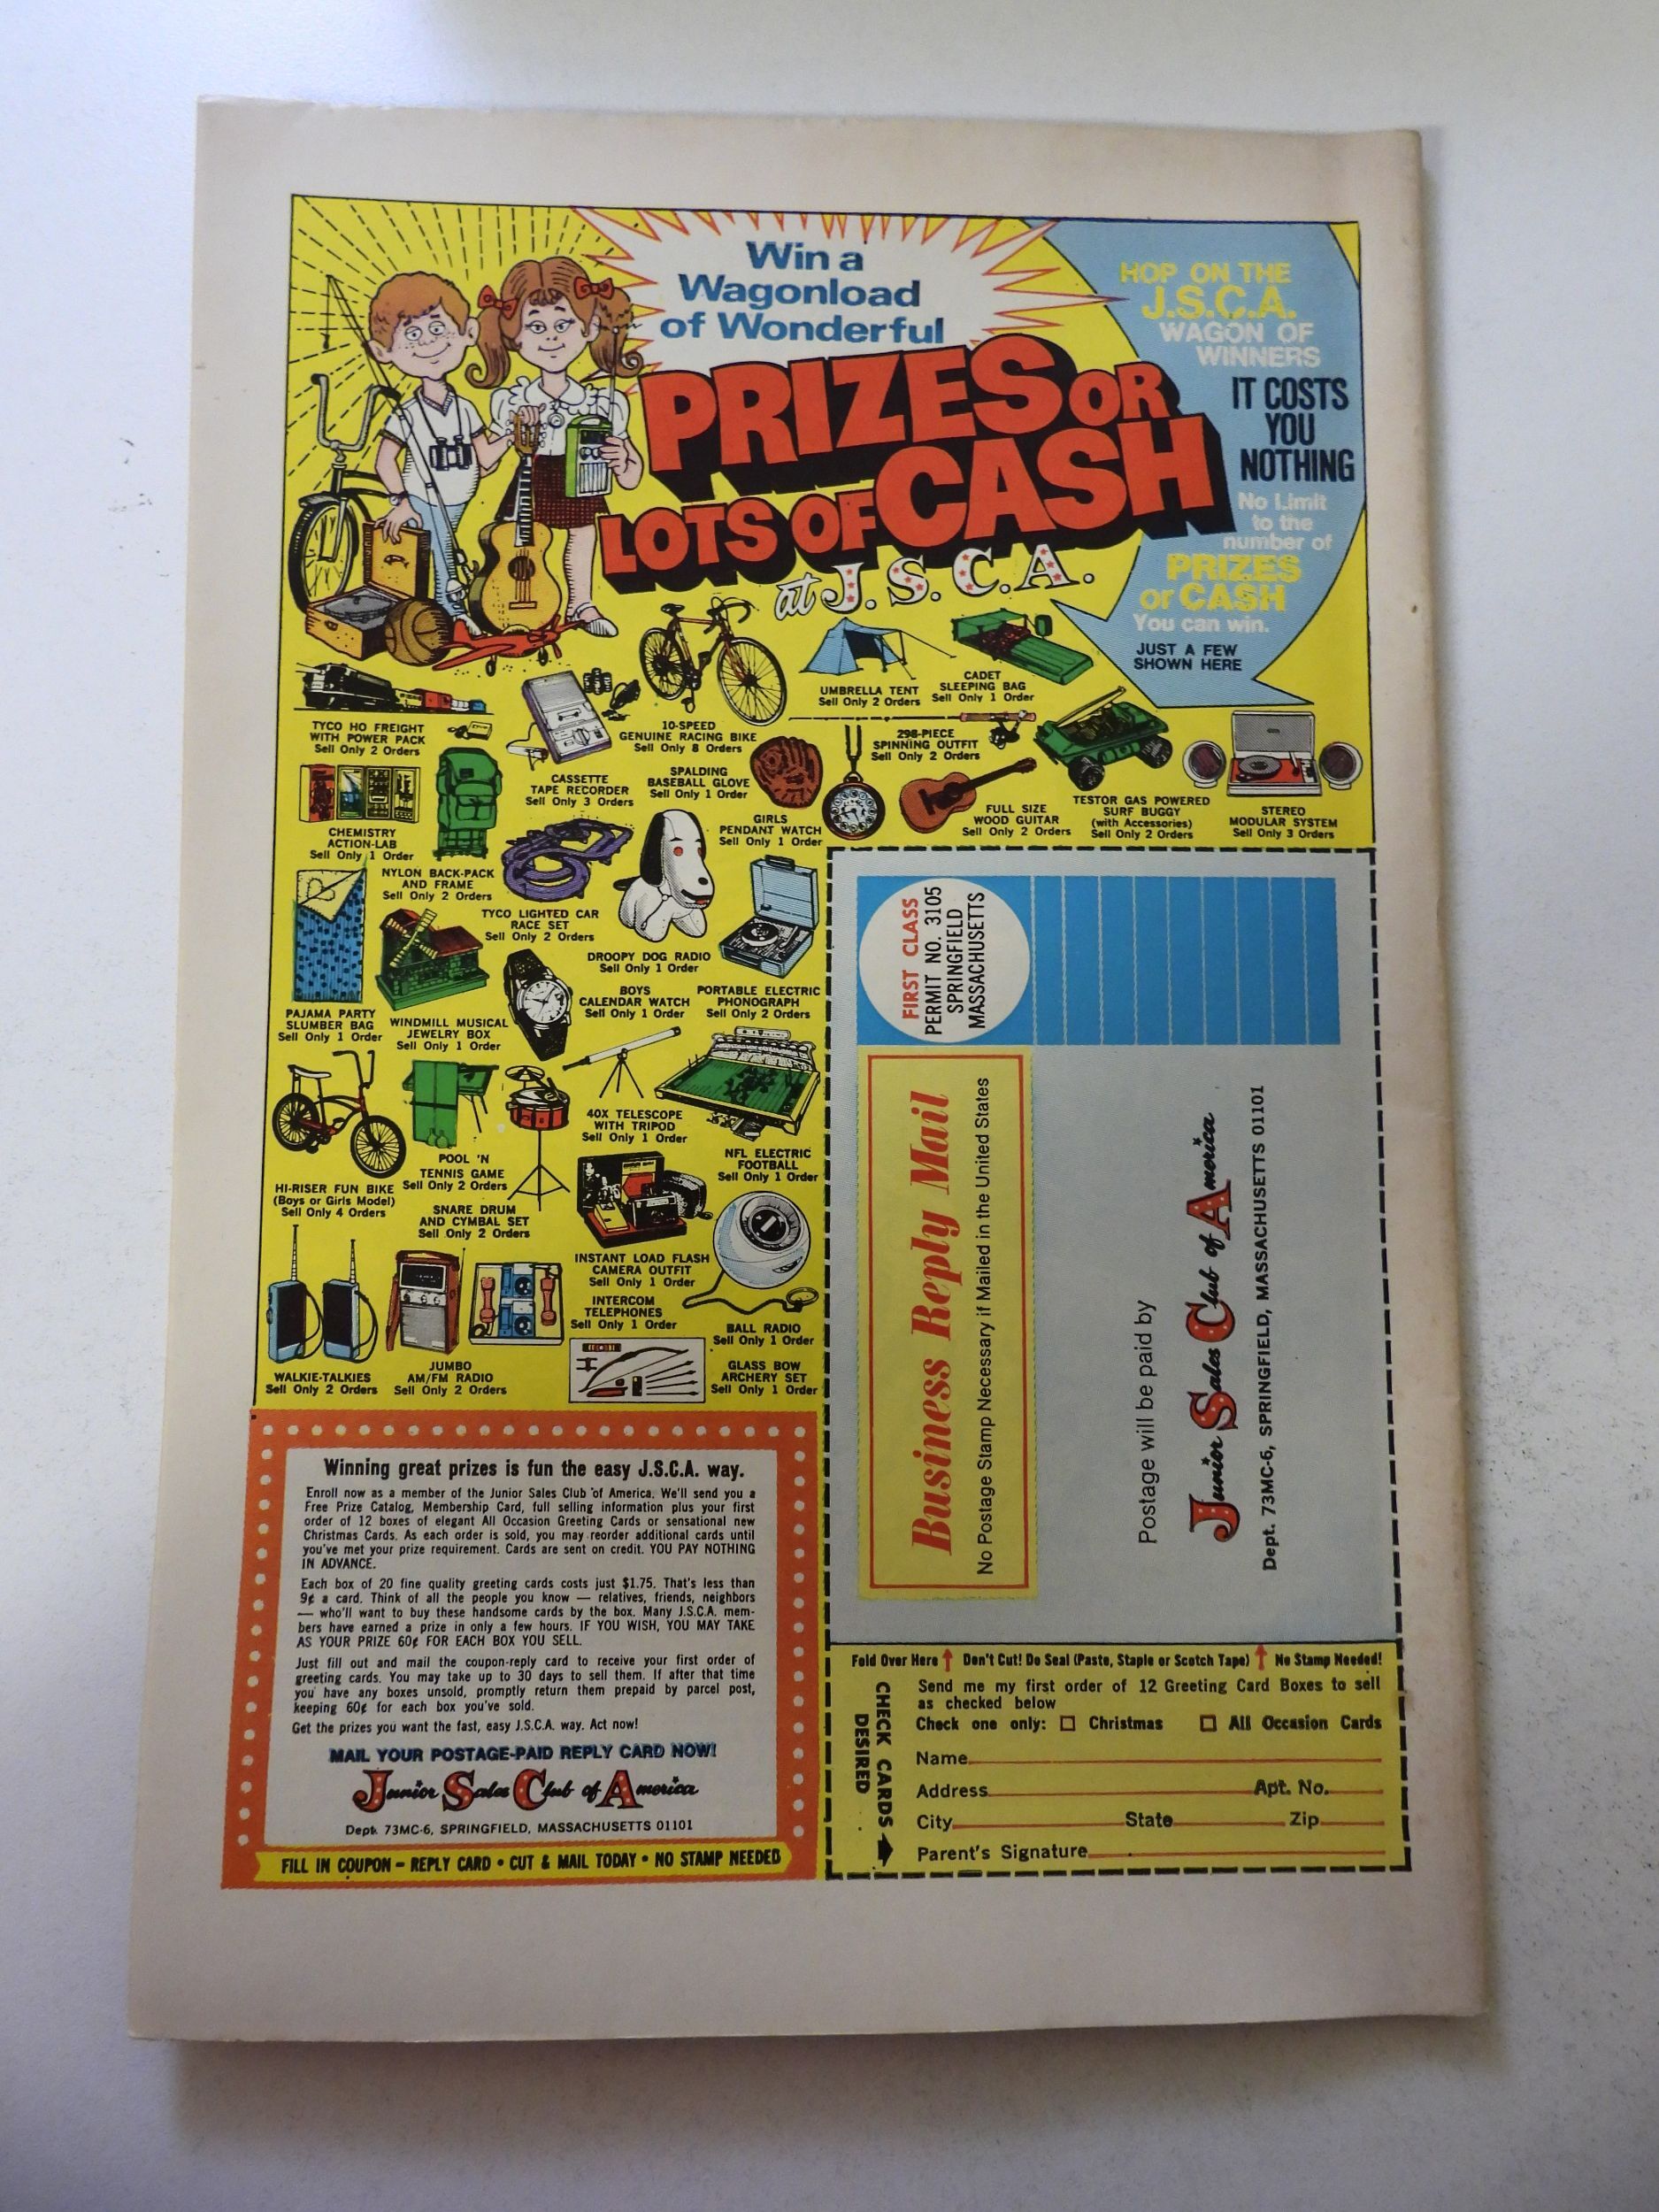 Win a
Wagonload
of Wonderful
PRIZES OR
LOTS OF CASH
at J.S.C.A.
HOP ON THE
J.S.C.A.
WAGON OF
WINNERS
IT COSTS
YOU
NOTHING
No Limit
to the
number of
PRIZES
or CASH
You can win.
JUST A FEW
SHOWN HERE
TYCO HO FREIGHT
WITH POWER PACK
Sell Only 2 Orders
CASSETTE
TAPE RECORDER
Sell Only 3 Orders
10-SPEED
GENUINE RACING BIKE
Sell Only 8 Orders
UMBRELLA TENT
Sell Only 2 Orders
CADET
SLEEPING BAG
Sell Only 1 Order
298-PIECE
SPINNING OUTFIT
Sell Only 2 Orders
SPALDING
BASEBALL GLOVE
Sell Only 1 Order
GIRLS
PENDANT WATCH
Sell Only 1 Order
FULL SIZE
WOOD GUITAR
Sell Only 2 Orders
TESTOR GAS POWERED
SURF BUGGY
(with Accessories)
Sell Only 2 Orders
STEREO
MODULAR SYSTEM
Sell Only 3 Orders
CHEMISTRY
ACTION-LAB
Sell Only 1 Order
NYLON BACK-PACK
AND FRAME
Sell Only 2 Orders
TYCO LIGHTED CAR
RACE SET
Sell Only 2 Orders
DROOPY DOG RADIO
Sell Only 1 Order
PAJAMA PARTY
SLUMBER BAG
Sell Only 1 Order
WINDMILL MUSICAL
JEWELRY BOX
Sell Only 1 Order
BOYS
CALENDAR WATCH
Sell Only 1 Order
PORTABLE ELECTRIC
PHONOGRAPH
Sell Only 2 Orders
HI-RISER FUN BIKE
(Boys or Girls Model)
Sell Only 4 Orders
POOL 'N
TENNIS GAME
Sell Only 2 Orders
SNARE DRUM
AND CYMBAL SET
Sell Only 2 Orders
40X TELESCOPE
WITH TRIPOD
Sell Only 1 Order
NFL ELECTRIC
FOOTBALL
Sell Only 1 Order
INSTANT LOAD FLASH
CAMERA OUTFIT
Sell Only 1 Order
INTERCOM
TELEPHONES
Sell Only 1 Order
BALL RADIO
Sell Only 1 Order
WALKIE-TALKIES
Sell Only 2 Orders
JUMBO
AM/FM RADIO
Sell Only 2 Orders
GLASS BOW
ARCHERY SET
Sell Only 1 Order
Winning great prizes is fun the easy J.S.C.A. way.
Enroll now as a member of the Junior Sales Club of America. We'll send you a
Free Prize Catalog, Membership Card, full selling information plus your first
order of 12 boxes of elegant All Occasion Greeting Cards or sensational new
Christmas Cards. As each order is sold, you may reorder additional cards until
you've met your prize requirement. Cards are sent on credit. YOU PAY NOTHING
IN ADVANCE.
Each box of 20 fine quality greeting cards costs just $1.75. That's less than
9¢ a card. Think of all the people you know — relatives, friends, neighbors
— who'll want to buy these handsome cards by the box. Many J.S.C.A. mem-
bers have earned a prize in only a few hours. IF YOU WISH, YOU MAY TAKE
AS YOUR PRIZE 60¢ FOR EACH BOX YOU SELL.
Just fill out and mail the coupon-reply card to receive your first order of
greeting cards. You may take up to 30 days to sell them. If after that time
you have any boxes unsold, promptly return them prepaid by parcel post,
keeping 60¢ for each box you've sold.
Get the prizes you want the fast, easy J.S.C.A. way. Act now!
MAIL YOUR POSTAGE-PAID REPLY CARD NOW!
Junior Sales Club of America
Dept. 73MC-6, SPRINGFIELD, MASSACHUSETTS 01101
FILL IN COUPON – REPLY CARD • CUT & MAIL TODAY • NO STAMP NEEDED
FIRST CLASS
PERMIT NO. 3105
SPRINGFIELD
MASSACHUSETTS
Business Reply Mail
No Postage Stamp Necessary if Mailed in the United States
Postage will be paid by
Junior Sales Club of America
Dept. 73MC-6, SPRINGFIELD, MASSACHUSETTS 01101
Fold Over Here Don't Cut! Do Seal (Paste, Staple or Scotch Tape) No Stamp Needed!
CHECK CARDS
DESIRED
Send me my first order of 12 Greeting Card Boxes to sell
as checked below
Check one only: Christmas All Occasion Cards
Name
Address Apt. No.
City State Zip
Parent's Signature